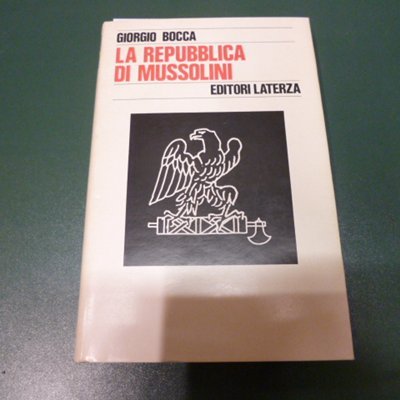 GIORGIO BOCCA
LA REPUBBLICA
DI MUSSOLINI
EDITORI LATERZA